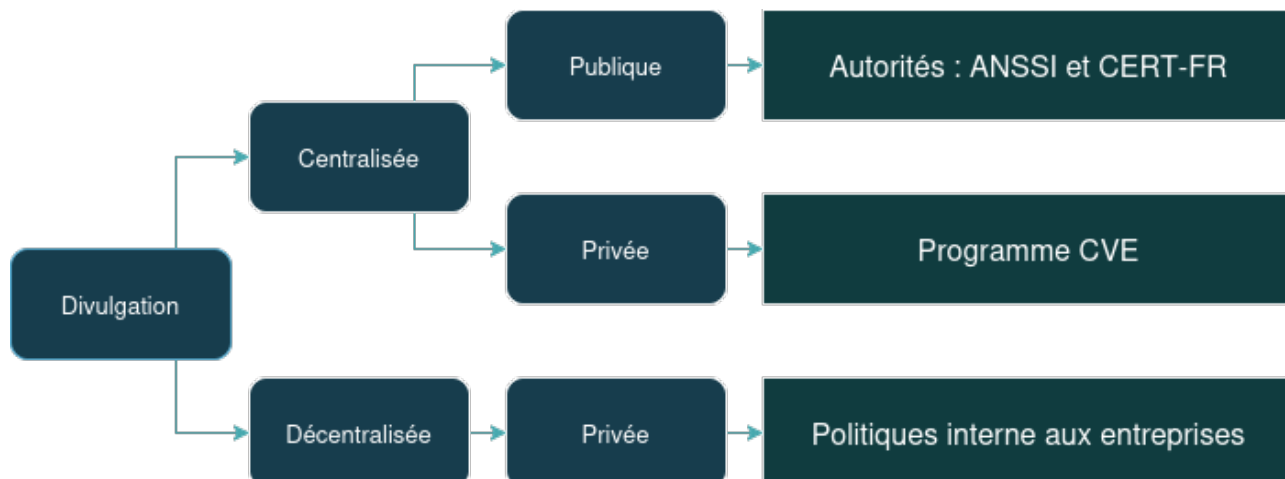 Publique
Autorités : ANSSI et CERT-FR
Centralisée
Privée
Programme CVE
Divulgation
Décentralisée
Privée
Politiques interne aux entreprises